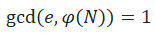 gcd(e, φ(N)) = 1